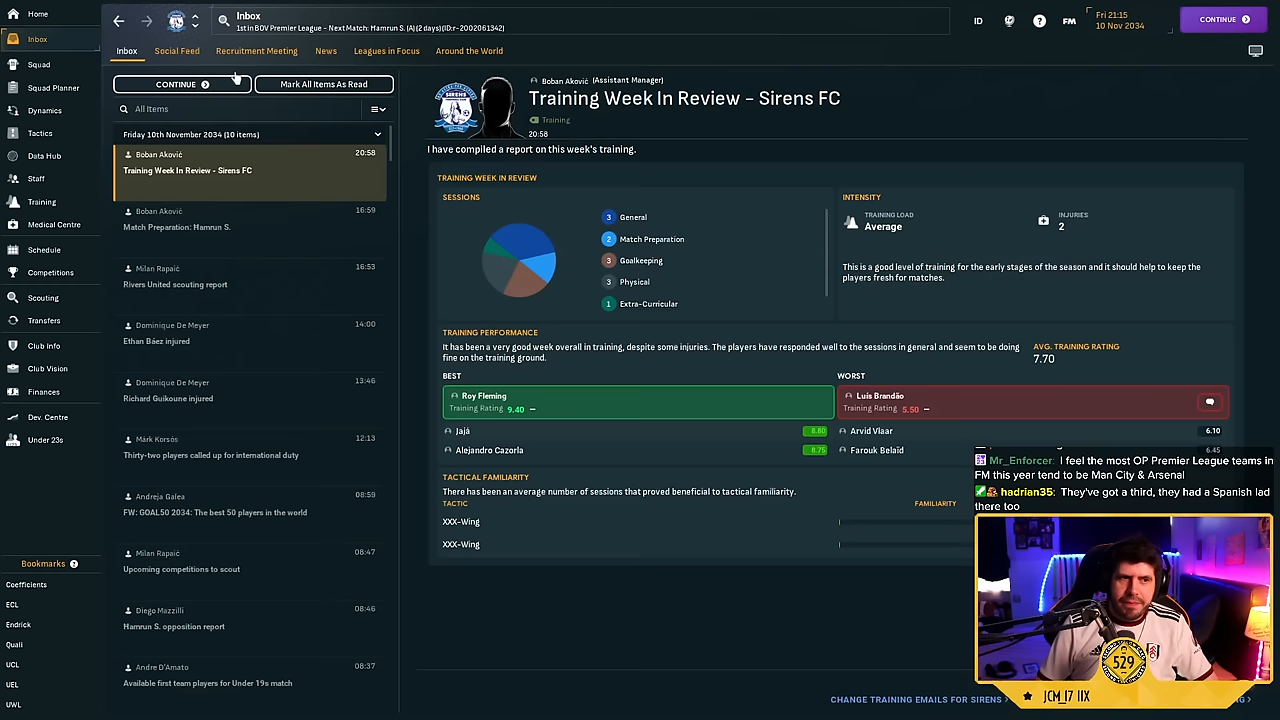 Home
Inbox
Squad
Squad Planner
Dynamics
Tactics
Data Hub
Staff
Training
Medical Centre
Schedule
Competitions
Scouting
Transfers
Club Info
Club Vision
Finances
Dev. Centre
Under 23s
Bookmarks ?
Coefficients
ECL
Endrick
Quali
UCL
UEL
UWL
Inbox
1st in BOV Premier League - Next Match: Hamrun S. (A) (2 days) (ID:r-2002061342)
ID
?
FM
Fri 21:15
10 Nov 2034
CONTINUE
Inbox
Social Feed
Recruitment Meeting
News
Leagues in Focus
Around the World
CONTINUE
Mark All Items As Read
All Items
Friday 10th November 2034 (10 items)
Boban Aković 20:58
Training Week In Review - Sirens FC
Boban Aković 16:59
Match Preparation: Hamrun S.
Milan Rapaić 16:53
Rivers United scouting report
Dominique De Meyer 14:00
Ethan Báez injured
Dominique De Meyer 13:46
Richard Guikoune injured
Márk Korsós 12:13
Thirty-two players called up for international duty
Andreja Galea 08:59
FW: GOAL50 2034: The best 50 players in the world
Milan Rapaić 08:47
Upcoming competitions to scout
Diego Mazzilli 08:46
Hamrun S. opposition report
Andre D'Amato 08:37
Available first team players for Under 19s match
SIRENS
Boban Aković (Assistant Manager)
Training Week In Review - Sirens FC
Training
20:58
I have compiled a report on this week's training.
TRAINING WEEK IN REVIEW
SESSIONS
3 General
2 Match Preparation
3 Goalkeeping
3 Physical
1 Extra-Curricular
INTENSITY
TRAINING LOAD
Average
INJURIES
2
This is a good level of training for the early stages of the season and it should help to keep the
players fresh for matches.
TRAINING PERFORMANCE
It has been a very good week overall in training, despite some injuries. The players have responded well to the sessions in general and seem to be doing
fine on the training ground.
AVG. TRAINING RATING
7.70
BEST
Roy Fleming
Training Rating 9.40 –
Jajá 8.80
Alejandro Cazorla 8.75
WORST
Luís Brandão
Training Rating 5.50 –
Arvid Vlaar 6.10
Farouk Belaïd 6.45
TACTICAL FAMILIARITY
There has been an average number of sessions that proved beneficial to tactical familiarity.
TACTIC FAMILIARITY
XXX-Wing
XXX-Wing
Mr_Enforcer: I feel the most OP Premier League teams in
FM this year tend to be Man City & Arsenal
hadrian35: They've got a third, they had a Spanish lad
there too
CHANGE TRAINING EMAILS FOR SIRENS
529
JCM_17 IIX